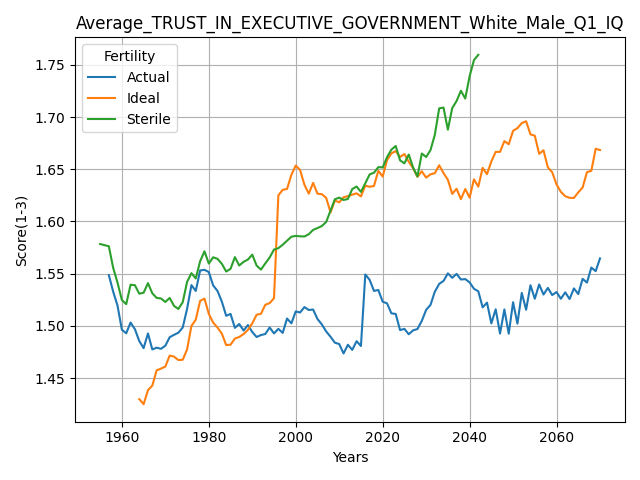 Average_TRUST_IN_EXECUTIVE_GOVERNMENT_White_Male_Q1_IQ
Fertility
Actual
Ideal
Sterile
Score(1-3)
1.75
1.70
1.65
1.60
1.55
1.50
1.45
1960 1980 2000 2020 2040 2060
Years